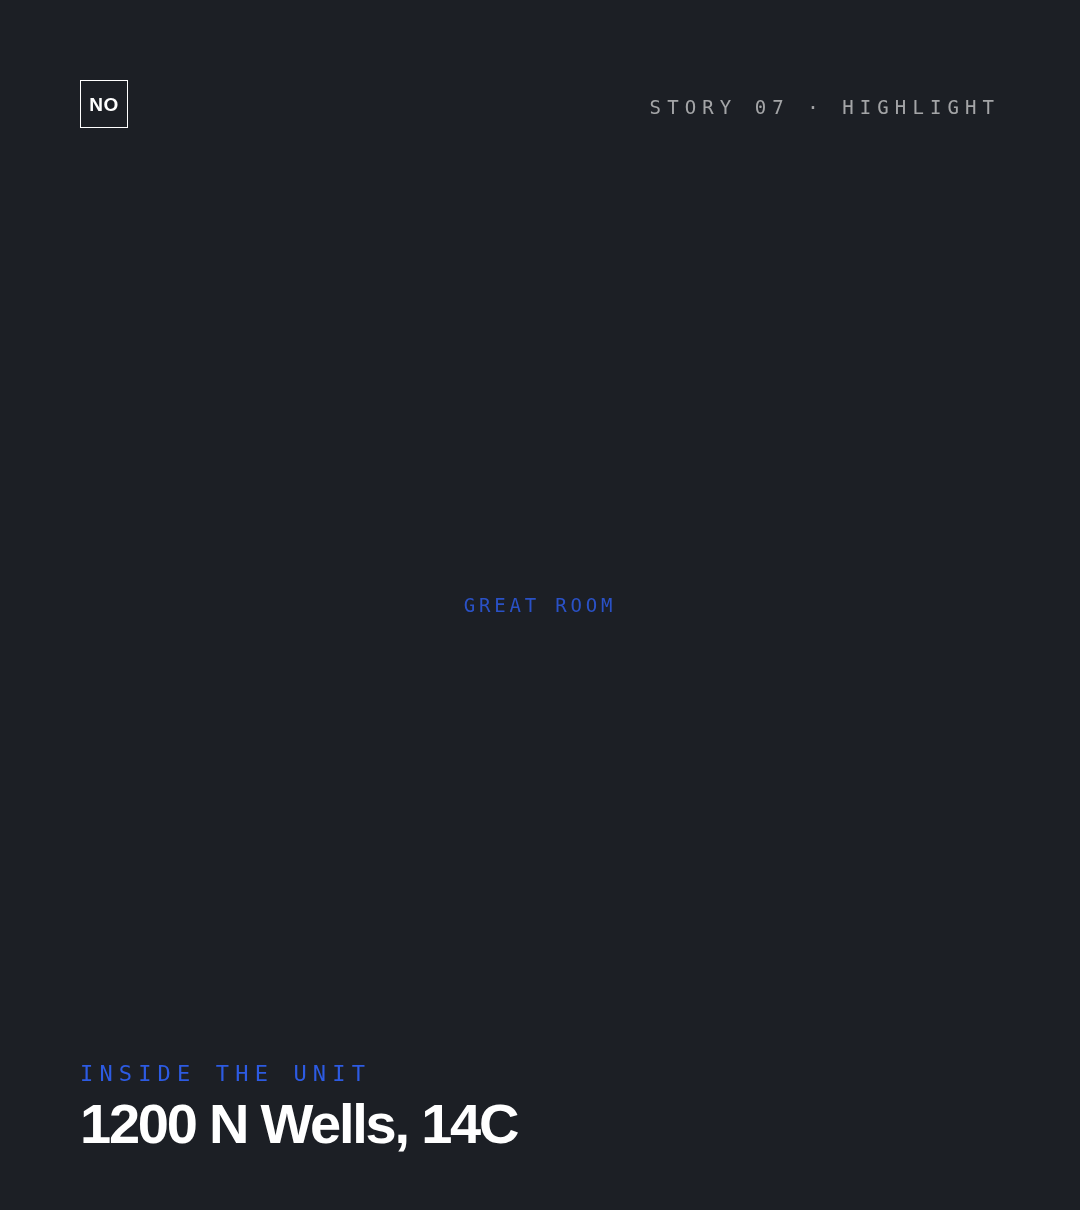 NO
STORY 07 · HIGHLIGHT
GREAT ROOM
INSIDE THE UNIT
1200 N Wells, 14C